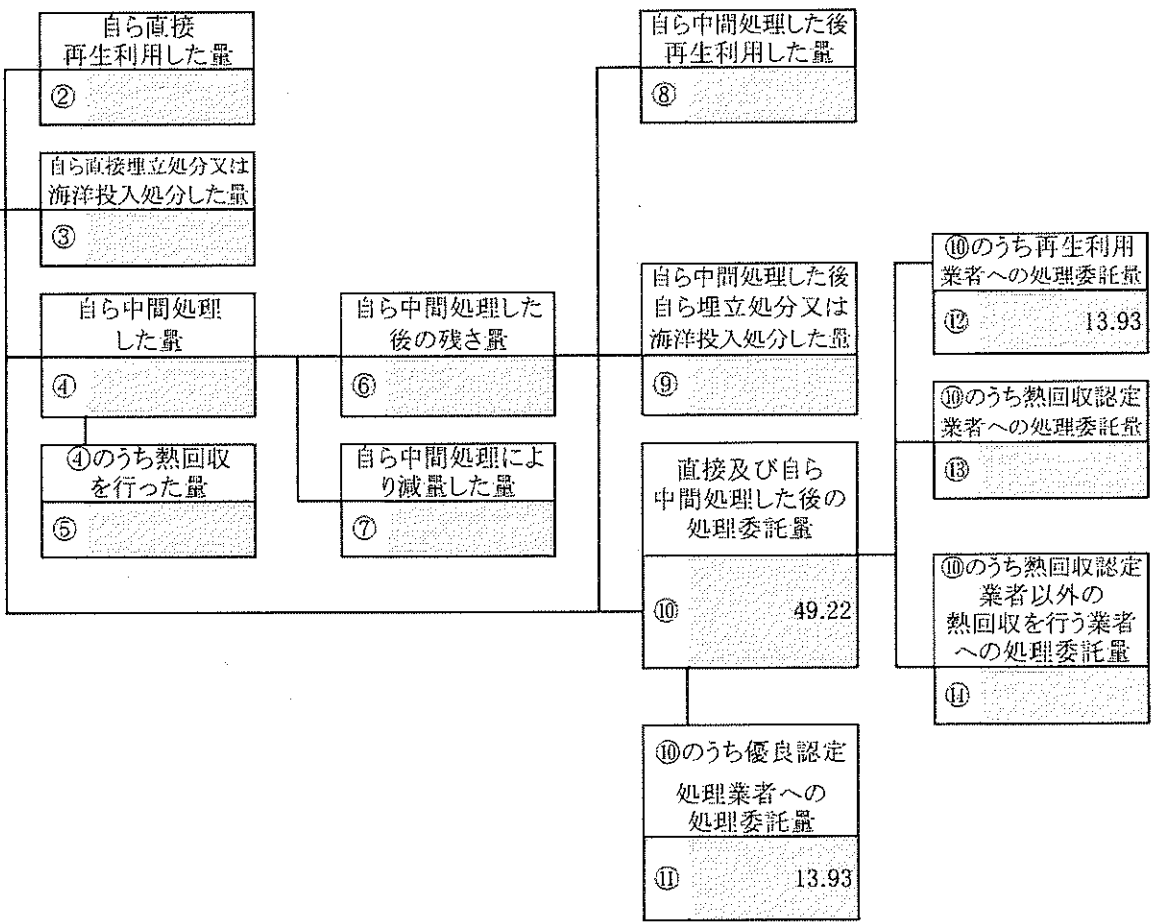 自ら直接
再生利用した量
②
自ら直接埋立処分又は
海洋投入処分した量
③
自ら中間処理
した量
④
④のうち熱回収
を行った量
⑤
自ら中間処理した
後の残さ量
⑥
自ら中間処理によ
り減量した量
⑦
自ら中間処理した後
再生利用した量
⑧
自ら中間処理した後
自ら埋立処分又は
海洋投入処分した量
⑨
直接及び自ら
中間処理した後の
処理委託量
⑩ 49.22
⑩のうち優良認定
処理業者への
処理委託量
⑪ 13.93
⑩のうち再生利用
業者への処理委託量
⑫ 13.93
⑩のうち熱回収認定
業者への処理委託量
⑬
⑩のうち熱回収認定
業者以外の
熱回収を行う業者
への処理委託量
⑭